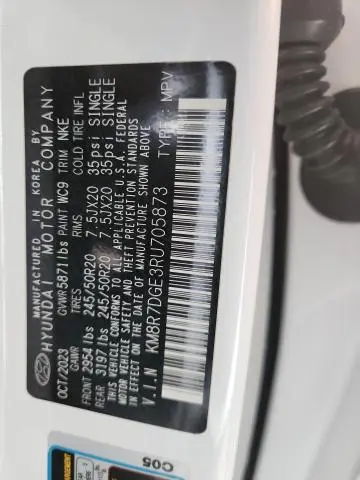 MANUFACTURED IN KOREA BY
HYUNDAI MOTOR COMPANY
OCT/2023 GVWR 5871lbs PAINT WC9 TRIM NKE
GAWR TIRES RIMS COLD TIRE INFL
FRONT 2954lbs 245/50R20 7.5JX20 35psi SINGLE
REAR 3197lbs 245/50R20 7.5JX20 35psi SINGLE
THIS VEHICLE CONFORMS TO ALL APPLICABLE U.S.A. FEDERAL
MOTOR VEHICLE SAFETY AND THEFT PREVENTION STANDARDS
IN EFFECT ON THE DATE OF MANUFACTURE SHOWN ABOVE
V.I.N KM8R7DGE3RU705873 TYPE: MPV
C05